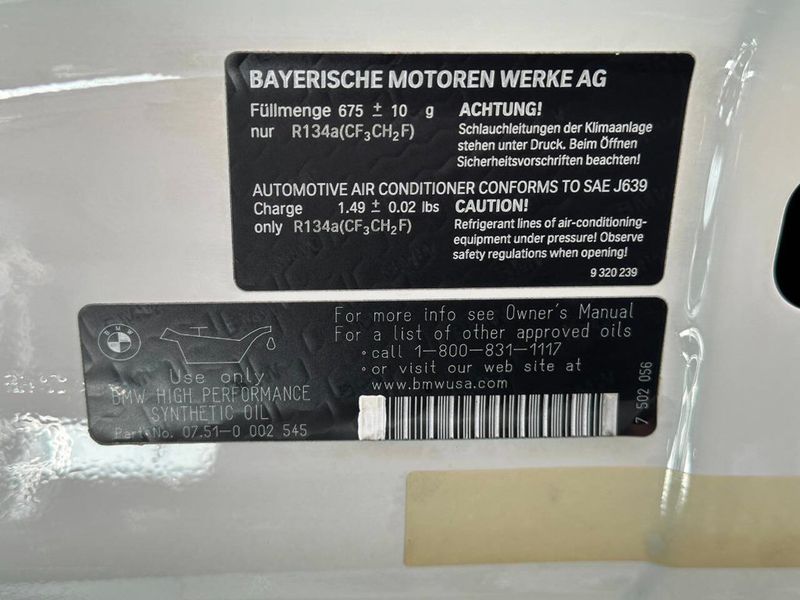 BAYERISCHE MOTOREN WERKE AG
Füllmenge 675 ± 10 g
nur R134a(CF₃CH₂F)
ACHTUNG!
Schlauchleitungen der Klimaanlage
stehen unter Druck. Beim Öffnen
Sicherheitsvorschriften beachten!
AUTOMOTIVE AIR CONDITIONER CONFORMS TO SAE J639
Charge 1.49 ± 0.02 lbs
only R134a(CF₃CH₂F)
CAUTION!
Refrigerant lines of air-conditioning-
equipment under pressure! Observe
safety regulations when opening!
9 320 239
BMW
Use only
BMW HIGH PERFORMANCE
SYNTHETIC OIL
Part No. 07.51-0 002 545
For more info see Owner's Manual
For a list of other approved oils
· call 1-800-831-1117
· or visit our web site at
www.bmwusa.com
7 502 056